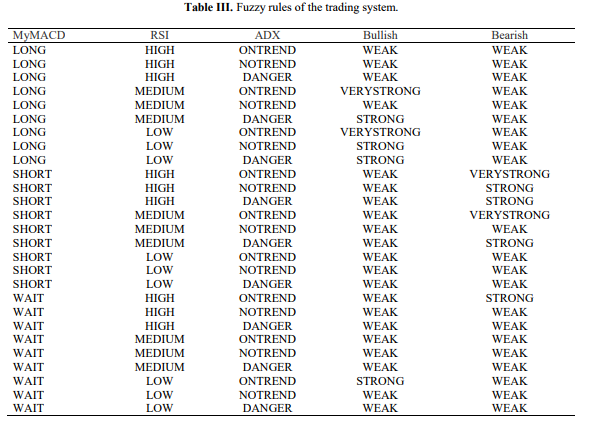 Table III. Fuzzy rules of the trading system.
MyMACD RSI ADX Bullish Bearish
LONG HIGH ONTREND WEAK WEAK
LONG HIGH NOTREND WEAK WEAK
LONG HIGH DANGER WEAK WEAK
LONG MEDIUM ONTREND VERYSTRONG WEAK
LONG MEDIUM NOTREND WEAK WEAK
LONG MEDIUM DANGER STRONG WEAK
LONG LOW ONTREND VERYSTRONG WEAK
LONG LOW NOTREND STRONG WEAK
LONG LOW DANGER STRONG WEAK
SHORT HIGH ONTREND WEAK VERYSTRONG
SHORT HIGH NOTREND WEAK STRONG
SHORT HIGH DANGER WEAK STRONG
SHORT MEDIUM ONTREND WEAK VERYSTRONG
SHORT MEDIUM NOTREND WEAK WEAK
SHORT MEDIUM DANGER WEAK STRONG
SHORT LOW ONTREND WEAK WEAK
SHORT LOW NOTREND WEAK WEAK
SHORT LOW DANGER WEAK WEAK
WAIT HIGH ONTREND WEAK STRONG
WAIT HIGH NOTREND WEAK WEAK
WAIT HIGH DANGER WEAK WEAK
WAIT MEDIUM ONTREND WEAK WEAK
WAIT MEDIUM NOTREND WEAK WEAK
WAIT MEDIUM DANGER WEAK WEAK
WAIT LOW ONTREND STRONG WEAK
WAIT LOW NOTREND WEAK WEAK
WAIT LOW DANGER WEAK WEAK